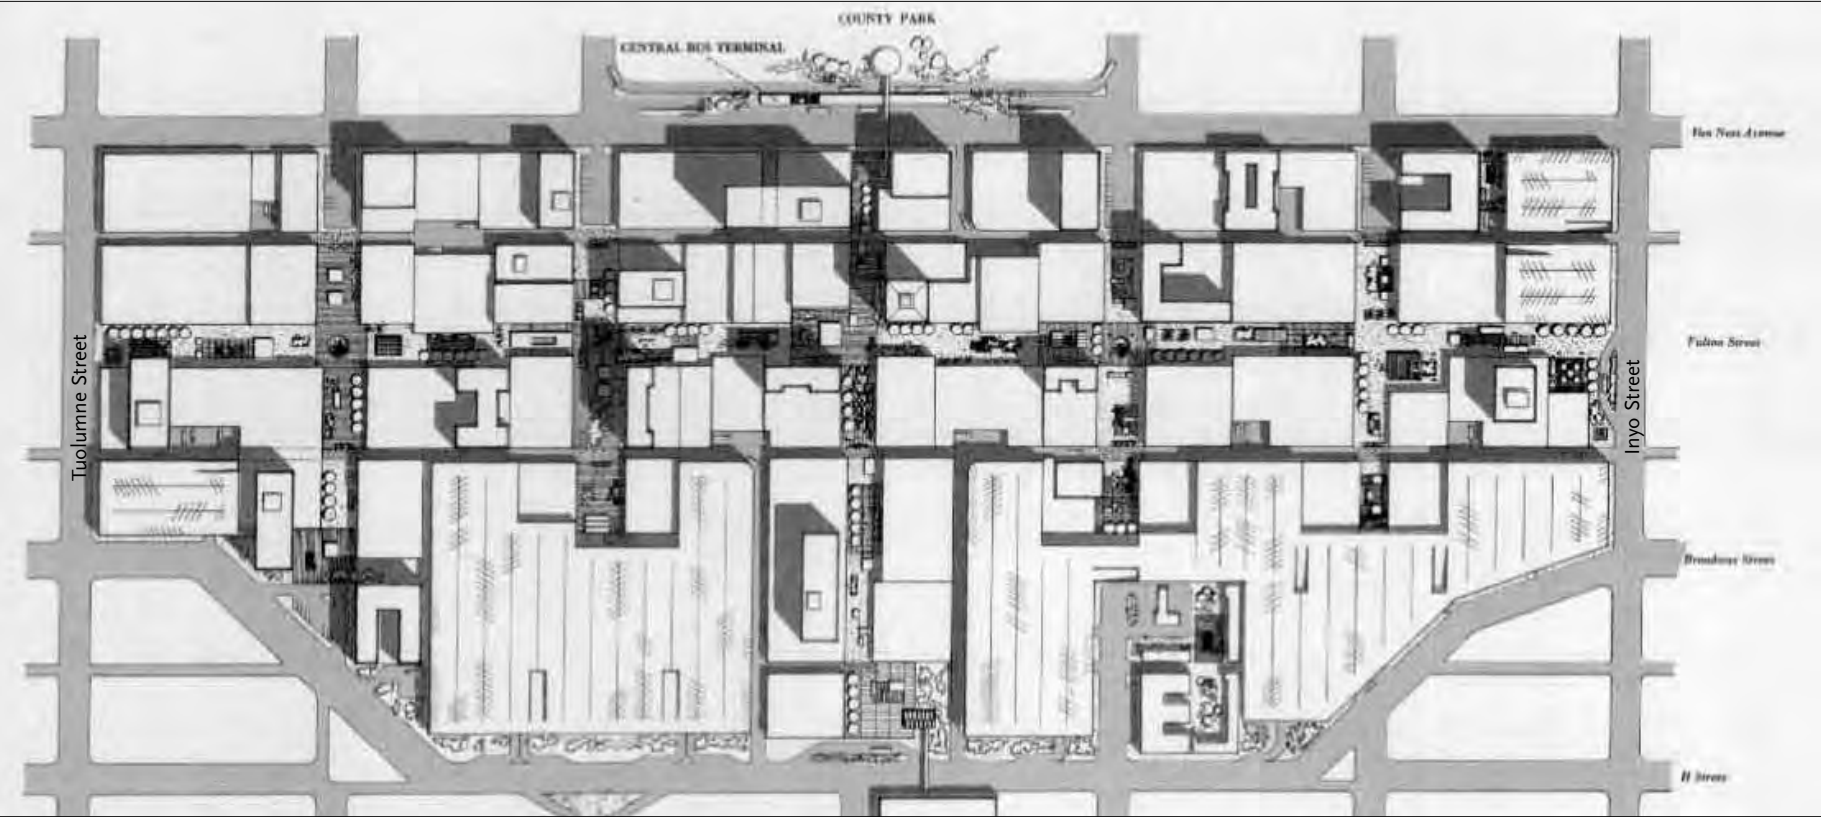 COUNTY PARK
CENTRAL BUS TERMINAL
Van Ness Avenue
Tuolumne Street
Fulton Street
Inyo Street
Broadway Street
H Street